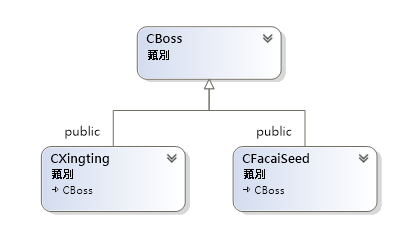 CBoss
類別
public
public
CXingting
類別
CBoss
CFacaiSeed
類別
CBoss